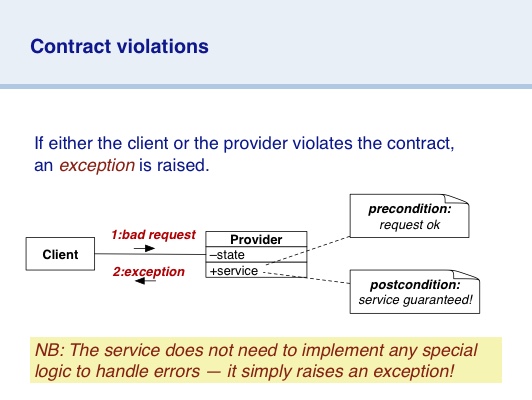 Contract violations
If either the client or the provider violates the contract,
an exception is raised.
precondition:
request ok
1:bad request
Provider
Client
–state
2:exception
+service
postcondition:
service guaranteed!
NB: The service does not need to implement any special
logic to handle errors — it simply raises an exception!